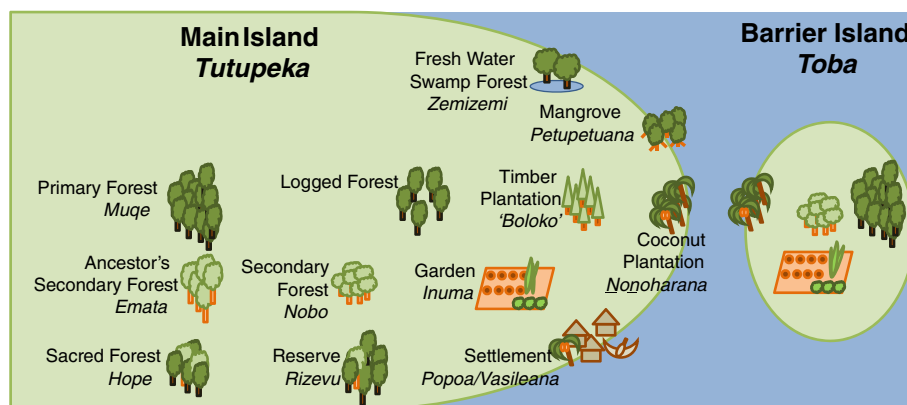 Main Island
Tutupeka
Barrier Island
Toba
Fresh Water
Swamp Forest
Zemizemi
Mangrove
Petupetuana
Primary Forest
Muqe
Logged Forest
Timber
Plantation
‘Boloko’
Coconut
Plantation
Nonoharana
Ancestor’s
Secondary Forest
Emata
Secondary
Forest
Nobo
Garden
Inuma
Sacred Forest
Hope
Reserve
Rizevu
Settlement
Popoa/Vasileana